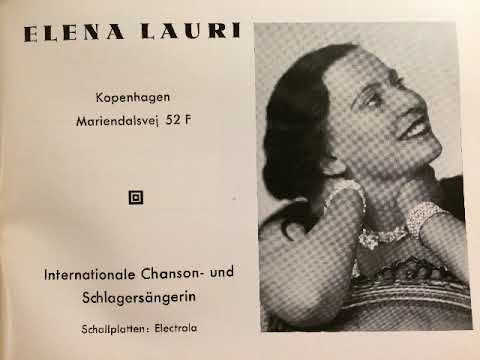 ELENA LAURI
Kopenhagen
Mariendalsvej 52 F
Internationale Chanson- und
Schlagersängerin
Schallplatten: Electrola